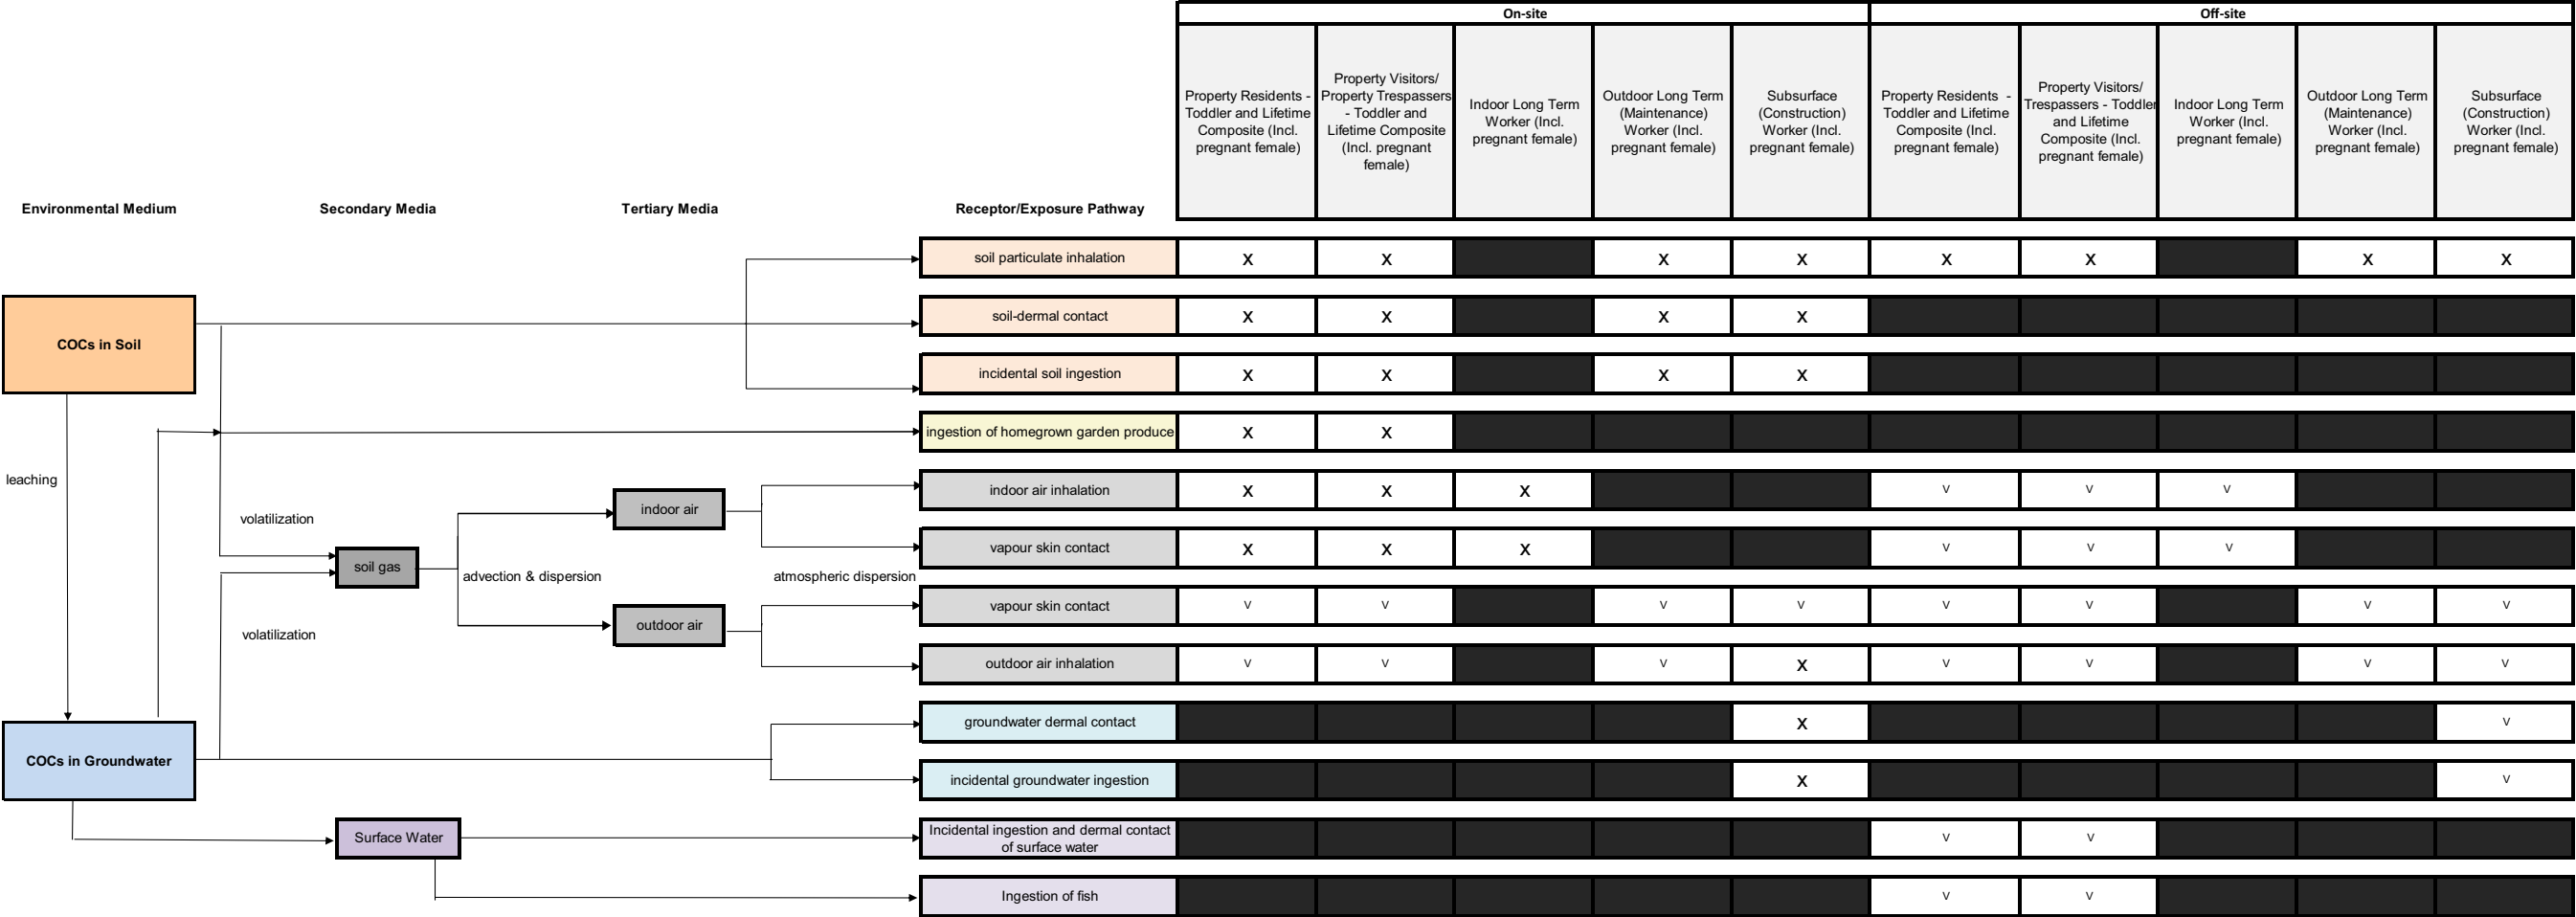 On-site
Off-site
Property Residents -
Toddler and Lifetime
Composite (Incl.
pregnant female)
Property Visitors/
Property Trespassers
- Toddler and
Lifetime Composite
(Incl. pregnant
female)
Indoor Long Term
Worker (Incl.
pregnant female)
Outdoor Long Term
(Maintenance)
Worker (Incl.
pregnant female)
Subsurface
(Construction)
Worker (Incl.
pregnant female)
Property Residents -
Toddler and Lifetime
Composite (Incl.
pregnant female)
Property Visitors/
Trespassers - Toddler
and Lifetime
Composite (Incl.
pregnant female)
Indoor Long Term
Worker (Incl.
pregnant female)
Outdoor Long Term
(Maintenance)
Worker (Incl.
pregnant female)
Subsurface
(Construction)
Worker (Incl.
pregnant female)
Environmental Medium
Secondary Media
Tertiary Media
Receptor/Exposure Pathway
soil particulate inhalation X X X X X X X X
COCs in Soil
soil-dermal contact X X X X
incidental soil ingestion X X X X
ingestion of homegrown garden produce X X
leaching
indoor air inhalation X X X V V V
indoor air
volatilization
vapour skin contact X X X V V V
soil gas
advection & dispersion
atmospheric dispersion
vapour skin contact V V V V V V V V
outdoor air
volatilization
outdoor air inhalation V V V X V V V V
groundwater dermal contact X V
COCs in Groundwater
incidental groundwater ingestion X V
Surface Water
Incidental ingestion and dermal contact
of surface water V V
Ingestion of fish V V